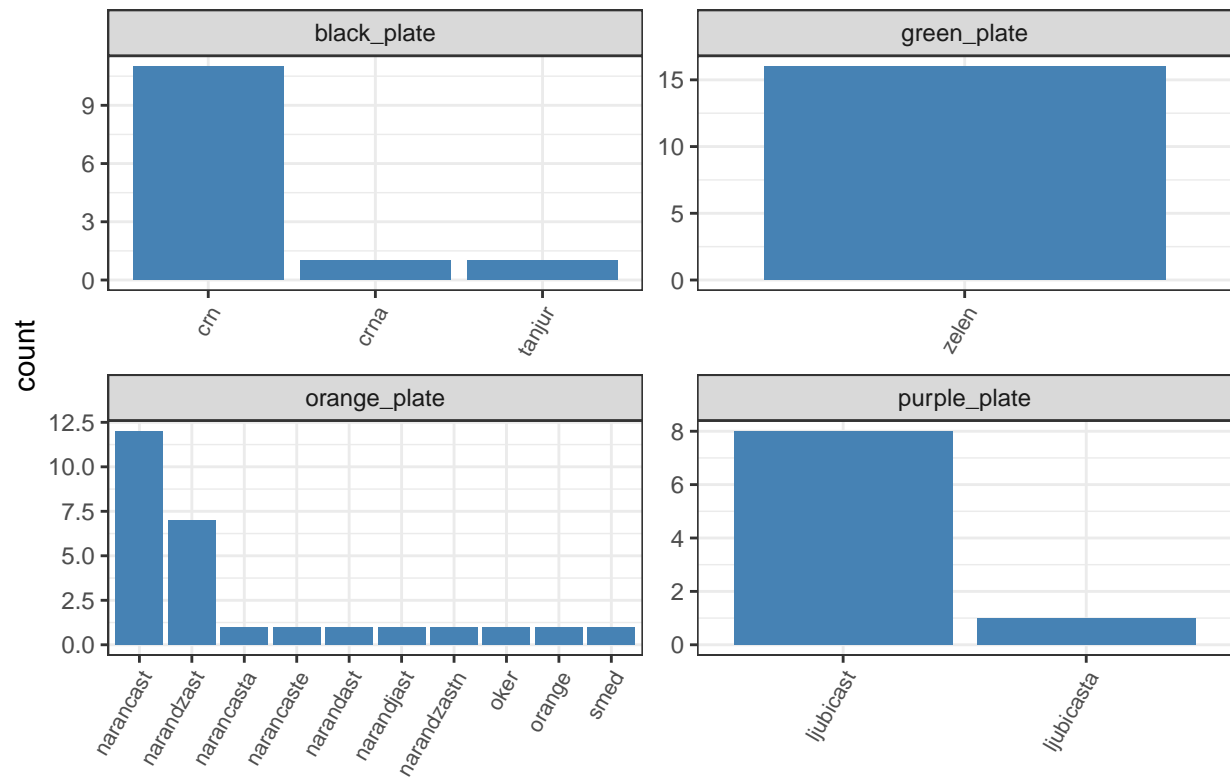 black_plate
green_plate
9
6
3
0
15
10
5
0
crn
crna
tanjur
zelen
count
orange_plate
purple_plate
12.5
10.0
7.5
5.0
2.5
0.0
8
6
4
2
0
narancast
narandzast
narancasta
narancaste
narandast
narandjast
narandzastn
oker
orange
smed
ljubicast
ljubicasta